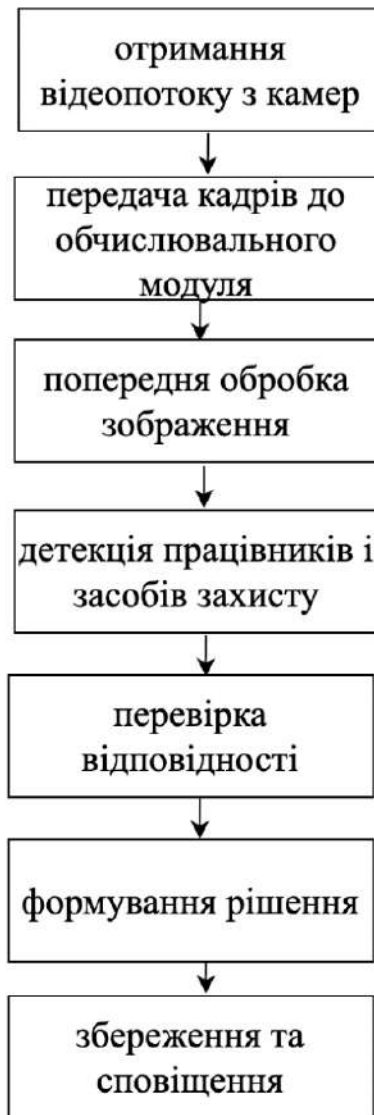 отримання
відеопотоку з камер
передача кадрів до
обчислювального
модуля
попередня обробка
зображення
детекція працівників і
засобів захисту
перевірка
відповідності
формування рішення
збереження та
сповіщення